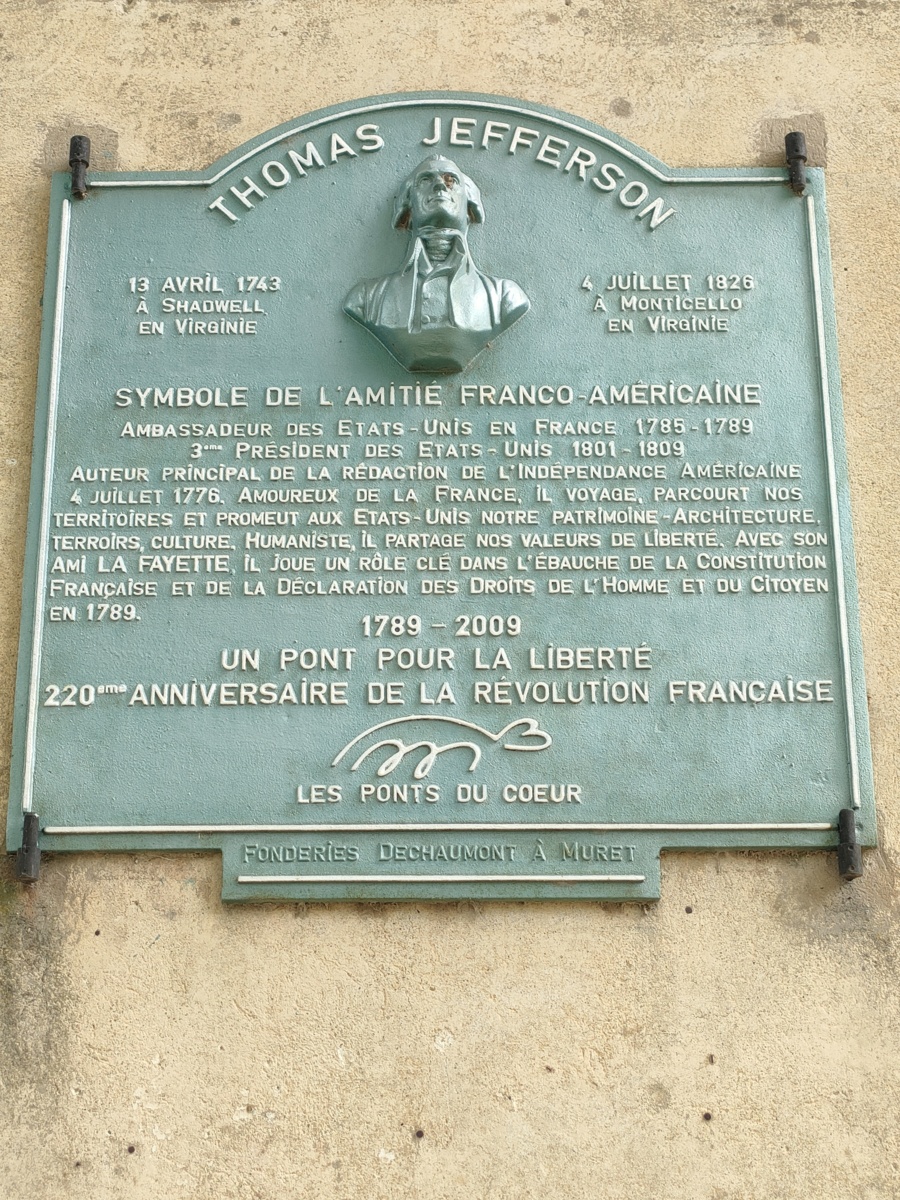 THOMAS JEFFERSON
13 AVRIL 1743
À SHADWELL
EN VIRGINIE
4 JUILLET 1826
À MONTICELLO
EN VIRGINIE
SYMBOLE DE L'AMITIÉ FRANCO-AMÉRICAINE
AMBASSADEUR DES ETATS-UNIS EN FRANCE 1785-1789
3eme PRÉSIDENT DES ETATS-UNIS 1801-1809
AUTEUR PRINCIPAL DE LA RÉDACTION DE L'INDÉPENDANCE AMÉRICAINE
4 JUILLET 1776. AMOUREUX DE LA FRANCE, IL VOYAGE, PARCOURT NOS
TERRITOIRES ET PROMEUT AUX ETATS-UNIS NOTRE PATRIMOINE-ARCHITECTURE,
TERROIRS, CULTURE. HUMANISTE, IL PARTAGE NOS VALEURS DE LIBERTÉ. AVEC SON
AMI LA FAYETTE, IL JOUE UN RÔLE CLÉ DANS L'ÉBAUCHE DE LA CONSTITUTION
FRANÇAISE ET DE LA DÉCLARATION DES DROITS DE L'HOMME ET DU CITOYEN
EN 1789.
1789 - 2009
UN PONT POUR LA LIBERTÉ
220eme ANNIVERSAIRE DE LA RÉVOLUTION FRANÇAISE
LES PONTS DU COEUR
FONDERIES DECHAUMONT À MURET